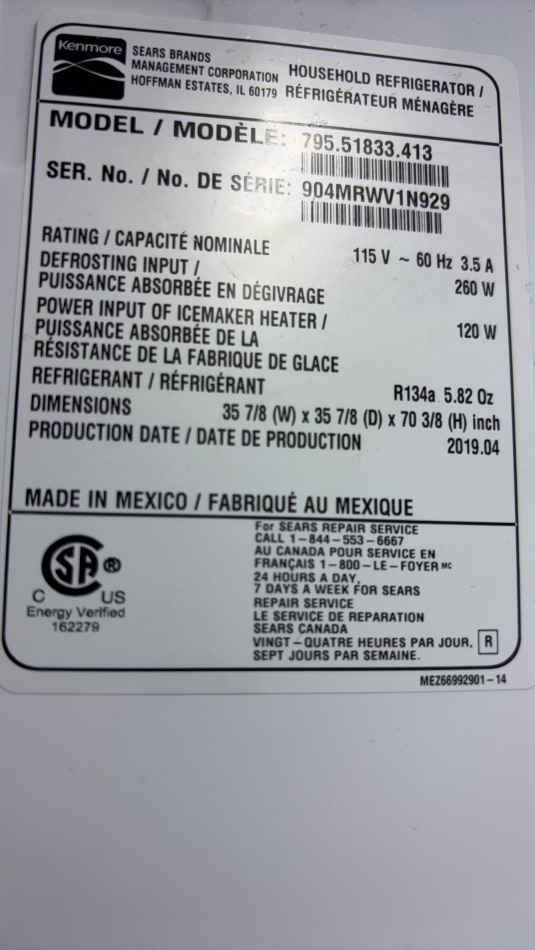 Kenmore
SEARS BRANDS
MANAGEMENT CORPORATION
HOFFMAN ESTATES, IL 60179
HOUSEHOLD REFRIGERATOR /
RÉFRIGÉRATEUR MÉNAGÈRE
MODEL / MODÈLE: 795.51833.413
SER. No. / No. DE SÉRIE: 904MRWV1N929
RATING / CAPACITÉ NOMINALE 115 V ~ 60 Hz 3.5 A
DEFROSTING INPUT /
PUISSANCE ABSORBÉE EN DÉGIVRAGE 260 W
POWER INPUT OF ICEMAKER HEATER /
PUISSANCE ABSORBÉE DE LA 120 W
RÉSISTANCE DE LA FABRIQUE DE GLACE
REFRIGERANT / RÉFRIGÉRANT R134a 5.82 Oz
DIMENSIONS 35 7/8 (W) x 35 7/8 (D) x 70 3/8 (H) inch
PRODUCTION DATE / DATE DE PRODUCTION 2019.04
MADE IN MEXICO / FABRIQUÉ AU MEXIQUE
CSA ®
C US
Energy Verified
162279
For SEARS REPAIR SERVICE
CALL 1-844-553-6667
AU CANADA POUR SERVICE EN
FRANÇAIS 1-800-LE-FOYER MC
24 HOURS A DAY,
7 DAYS A WEEK FOR SEARS
REPAIR SERVICE
LE SERVICE DE REPARATION
SEARS CANADA
VINGT-QUATRE HEURES PAR JOUR,
SEPT JOURS PAR SEMAINE.
R
MEZ66992901-14